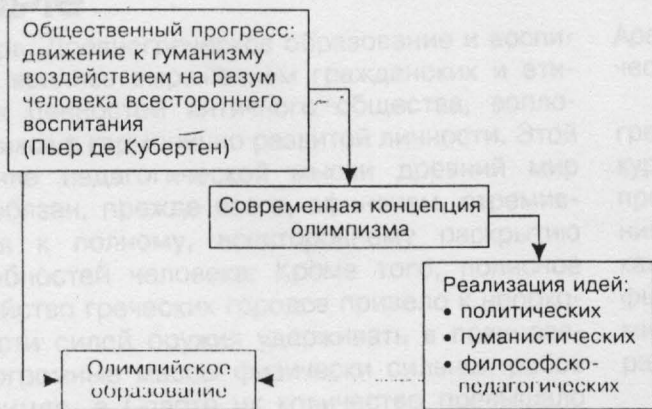 Общественный прогресс:
движение к гуманизму
воздействием на разум
человека всестороннего
воспитания
(Пьер де Кубертен)
Современная концепция
олимпизма
Реализация идей:
• политических
• гуманистических
• философско-
педагогических
Олимпийское
образование